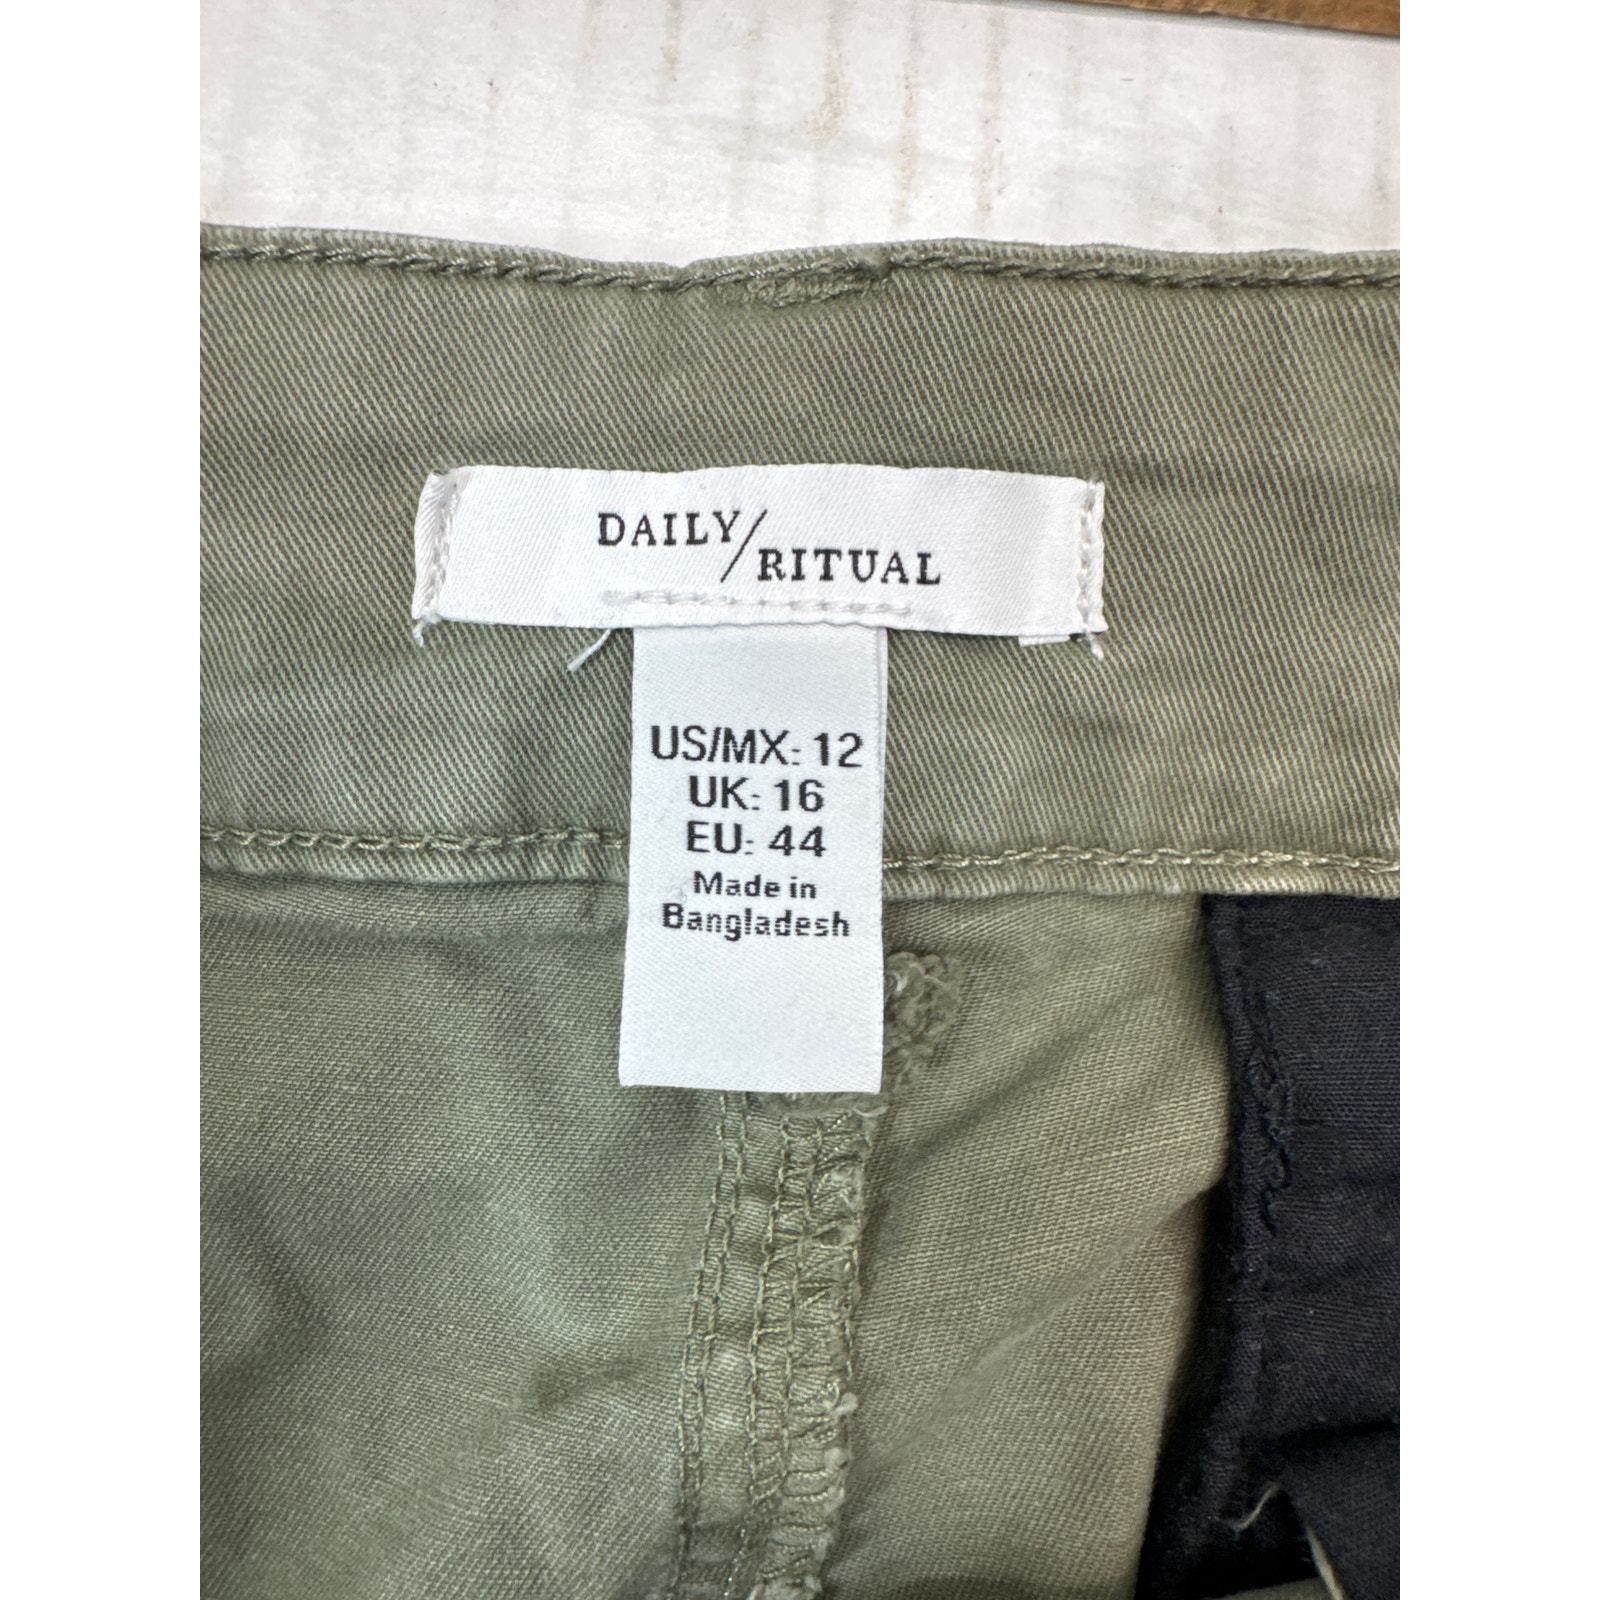 DAILY/
RITUAL
US/MX: 12
UK: 16
EU: 44
Made in
Bangladesh